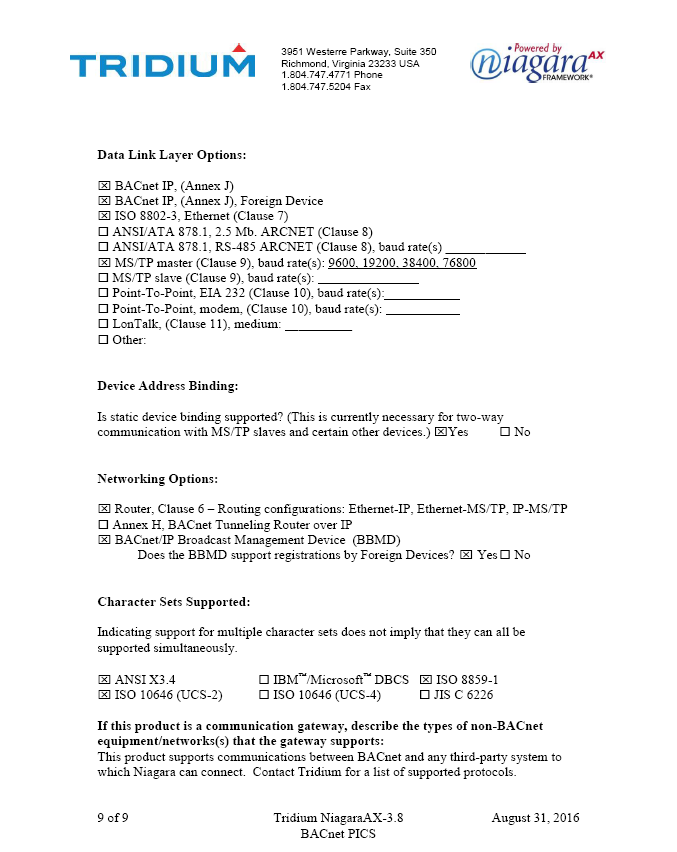 TRIDIUM
3951 Westerre Parkway, Suite 350
Richmond, Virginia 23233 USA
1.804.747.4771 Phone
1.804.747.5204 Fax
Powered by
niagara AX
FRAMEWORK®
Data Link Layer Options:
☒ BACnet IP, (Annex J)
☒ BACnet IP, (Annex J), Foreign Device
☒ ISO 8802-3, Ethernet (Clause 7)
☐ ANSI/ATA 878.1, 2.5 Mb. ARCNET (Clause 8)
☐ ANSI/ATA 878.1, RS-485 ARCNET (Clause 8), baud rate(s) ____________
☒ MS/TP master (Clause 9), baud rate(s): 9600, 19200, 38400, 76800
☐ MS/TP slave (Clause 9), baud rate(s): _______________
☐ Point-To-Point, EIA 232 (Clause 10), baud rate(s):___________
☐ Point-To-Point, modem, (Clause 10), baud rate(s): ___________
☐ LonTalk, (Clause 11), medium: __________
☐ Other:
Device Address Binding:
Is static device binding supported? (This is currently necessary for two-way
communication with MS/TP slaves and certain other devices.) ☒Yes ☐ No
Networking Options:
☒ Router, Clause 6 – Routing configurations: Ethernet-IP, Ethernet-MS/TP, IP-MS/TP
☐ Annex H, BACnet Tunneling Router over IP
☒ BACnet/IP Broadcast Management Device (BBMD)
Does the BBMD support registrations by Foreign Devices? ☒ Yes ☐ No
Character Sets Supported:
Indicating support for multiple character sets does not imply that they can all be
supported simultaneously.
☒ ANSI X3.4 ☐ IBM™/Microsoft™ DBCS ☒ ISO 8859-1
☒ ISO 10646 (UCS-2) ☐ ISO 10646 (UCS-4) ☐ JIS C 6226
If this product is a communication gateway, describe the types of non-BACnet
equipment/networks(s) that the gateway supports:
This product supports communications between BACnet and any third-party system to
which Niagara can connect. Contact Tridium for a list of supported protocols.
9 of 9 Tridium NiagaraAX-3.8 August 31, 2016
BACnet PICS